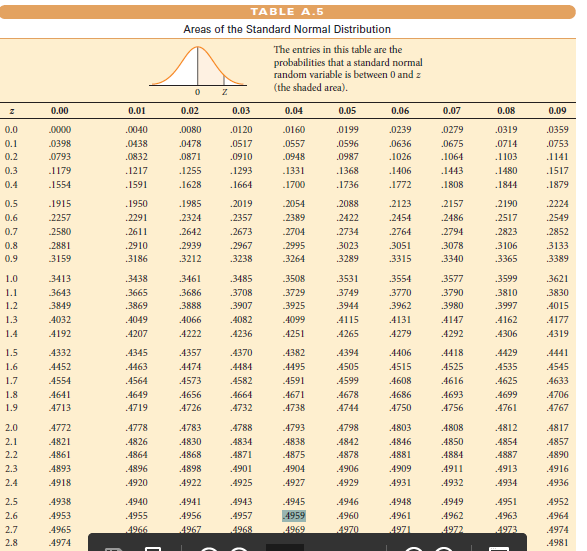 TABLE A.5
Areas of the Standard Normal Distribution
The entries in this table are the
probabilities that a standard normal
random variable is between 0 and z
(the shaded area).
0 Z
z 0.00 0.01 0.02 0.03 0.04 0.05 0.06 0.07 0.08 0.09
0.0 .0000 .0040 .0080 .0120 .0160 .0199 .0239 .0279 .0319 .0359
0.1 .0398 .0438 .0478 .0517 .0557 .0596 .0636 .0675 .0714 .0753
0.2 .0793 .0832 .0871 .0910 .0948 .0987 .1026 .1064 .1103 .1141
0.3 .1179 .1217 .1255 .1293 .1331 .1368 .1406 .1443 .1480 .1517
0.4 .1554 .1591 .1628 .1664 .1700 .1736 .1772 .1808 .1844 .1879
0.5 .1915 .1950 .1985 .2019 .2054 .2088 .2123 .2157 .2190 .2224
0.6 .2257 .2291 .2324 .2357 .2389 .2422 .2454 .2486 .2517 .2549
0.7 .2580 .2611 .2642 .2673 .2704 .2734 .2764 .2794 .2823 .2852
0.8 .2881 .2910 .2939 .2967 .2995 .3023 .3051 .3078 .3106 .3133
0.9 .3159 .3186 .3212 .3238 .3264 .3289 .3315 .3340 .3365 .3389
1.0 .3413 .3438 .3461 .3485 .3508 .3531 .3554 .3577 .3599 .3621
1.1 .3643 .3665 .3686 .3708 .3729 .3749 .3770 .3790 .3810 .3830
1.2 .3849 .3869 .3888 .3907 .3925 .3944 .3962 .3980 .3997 .4015
1.3 .4032 .4049 .4066 .4082 .4099 .4115 .4131 .4147 .4162 .4177
1.4 .4192 .4207 .4222 .4236 .4251 .4265 .4279 .4292 .4306 .4319
1.5 .4332 .4345 .4357 .4370 .4382 .4394 .4406 .4418 .4429 .4441
1.6 .4452 .4463 .4474 .4484 .4495 .4505 .4515 .4525 .4535 .4545
1.7 .4554 .4564 .4573 .4582 .4591 .4599 .4608 .4616 .4625 .4633
1.8 .4641 .4649 .4656 .4664 .4671 .4678 .4686 .4693 .4699 .4706
1.9 .4713 .4719 .4726 .4732 .4738 .4744 .4750 .4756 .4761 .4767
2.0 .4772 .4778 .4783 .4788 .4793 .4798 .4803 .4808 .4812 .4817
2.1 .4821 .4826 .4830 .4834 .4838 .4842 .4846 .4850 .4854 .4857
2.2 .4861 .4864 .4868 .4871 .4875 .4878 .4881 .4884 .4887 .4890
2.3 .4893 .4896 .4898 .4901 .4904 .4906 .4909 .4911 .4913 .4916
2.4 .4918 .4920 .4922 .4925 .4927 .4929 .4931 .4932 .4934 .4936
2.5 .4938 .4940 .4941 .4943 .4945 .4946 .4948 .4949 .4951 .4952
2.6 .4953 .4955 .4956 .4957 .4959 .4960 .4961 .4962 .4963 .4964
2.7 .4965 .4966 .4967 .4968 .4969 .4970 .4971 .4972 .4973 .4974
2.8 .4974 .4981